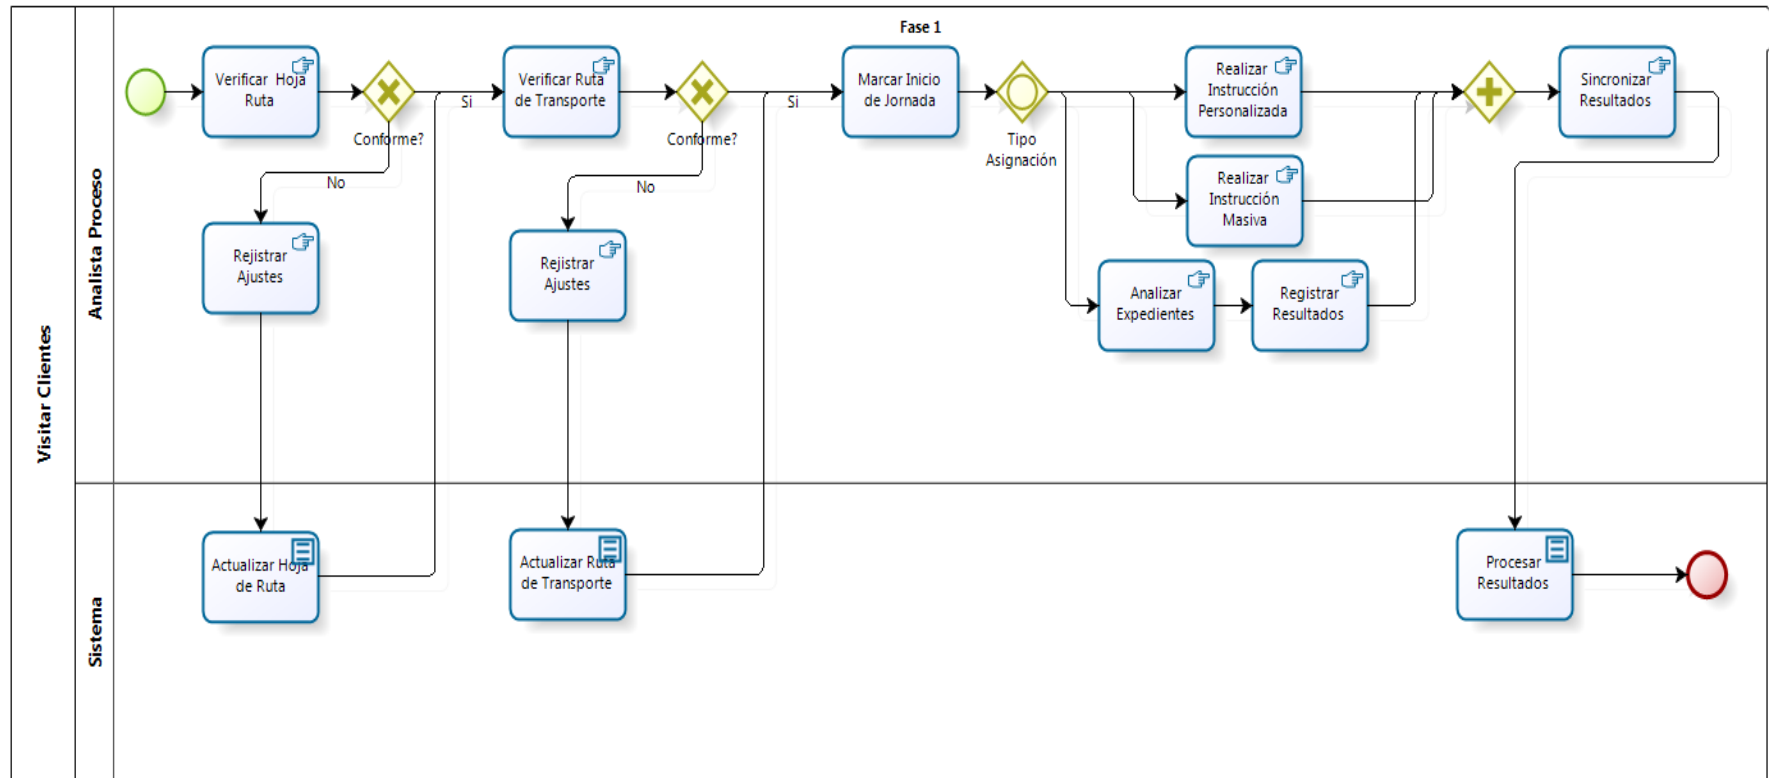 Fase 1
Visitar Clientes
Analista Proceso
Verificar Hoja
Ruta
Conforme?
Si
No
Rejistrar
Ajustes
Verificar Ruta
de Transporte
Conforme?
Si
No
Rejistrar
Ajustes
Marcar Inicio
de Jornada
Tipo
Asignación
Realizar
Instrucción
Personalizada
Realizar
Instrucción
Masiva
Analizar
Expedientes
Registrar
Resultados
Sincronizar
Resultados
Sistema
Actualizar Hoja
de Ruta
Actualizar Ruta
de Transporte
Procesar
Resultados